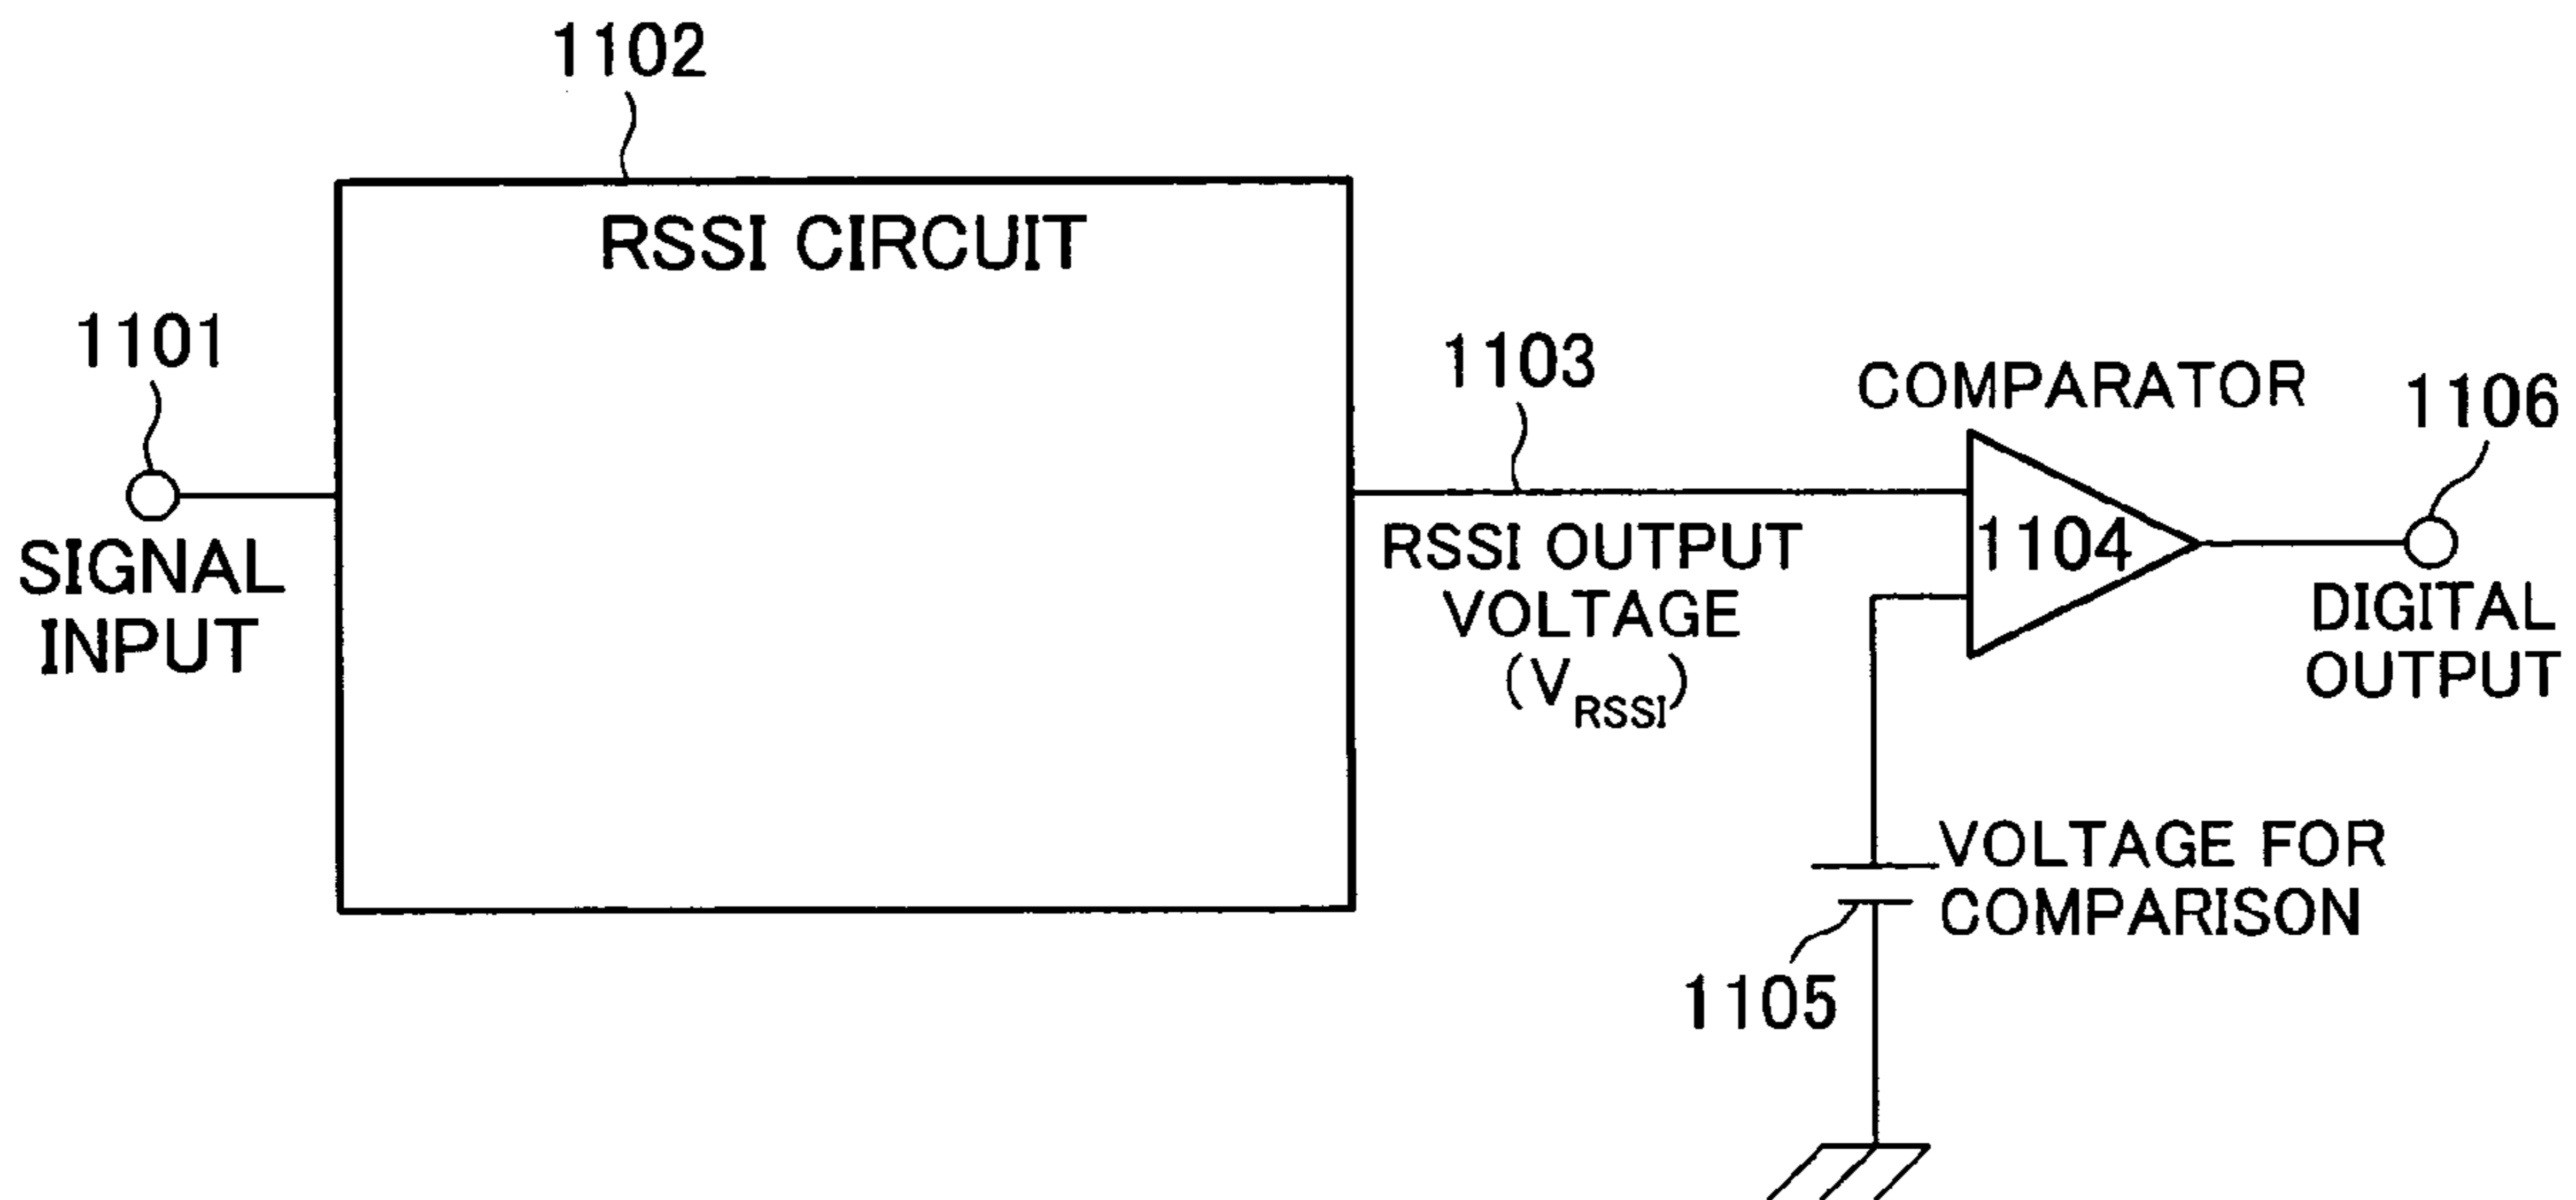 1102
RSSI CIRCUIT
1101
SIGNAL
INPUT
1103
RSSI OUTPUT
VOLTAGE
(V_RSSI)
COMPARATOR
1104
1106
DIGITAL
OUTPUT
VOLTAGE FOR
COMPARISON
1105